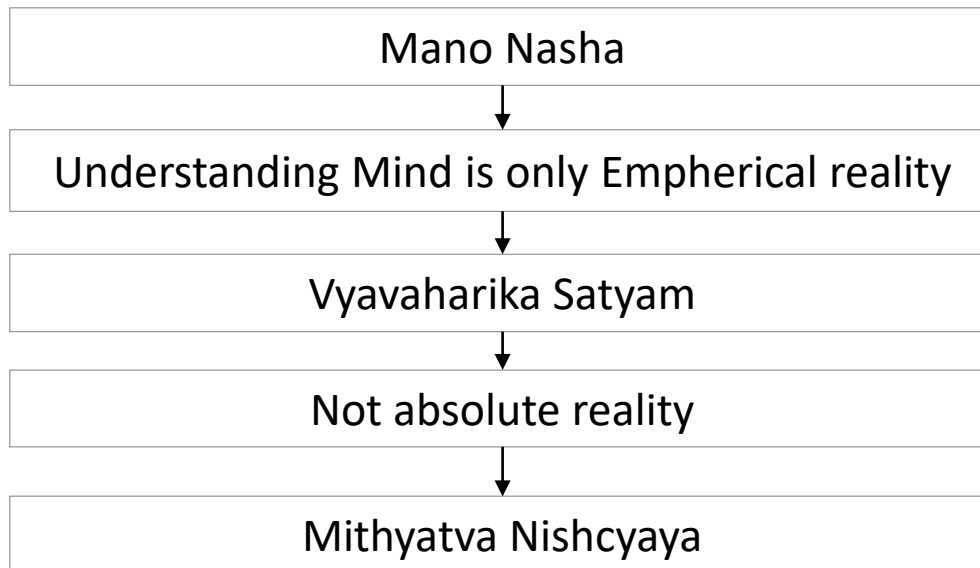 Mano Nasha
Understanding Mind is only Empherical reality
Vyavaharika Satyam
Not absolute reality
Mithyatva Nishcyaya